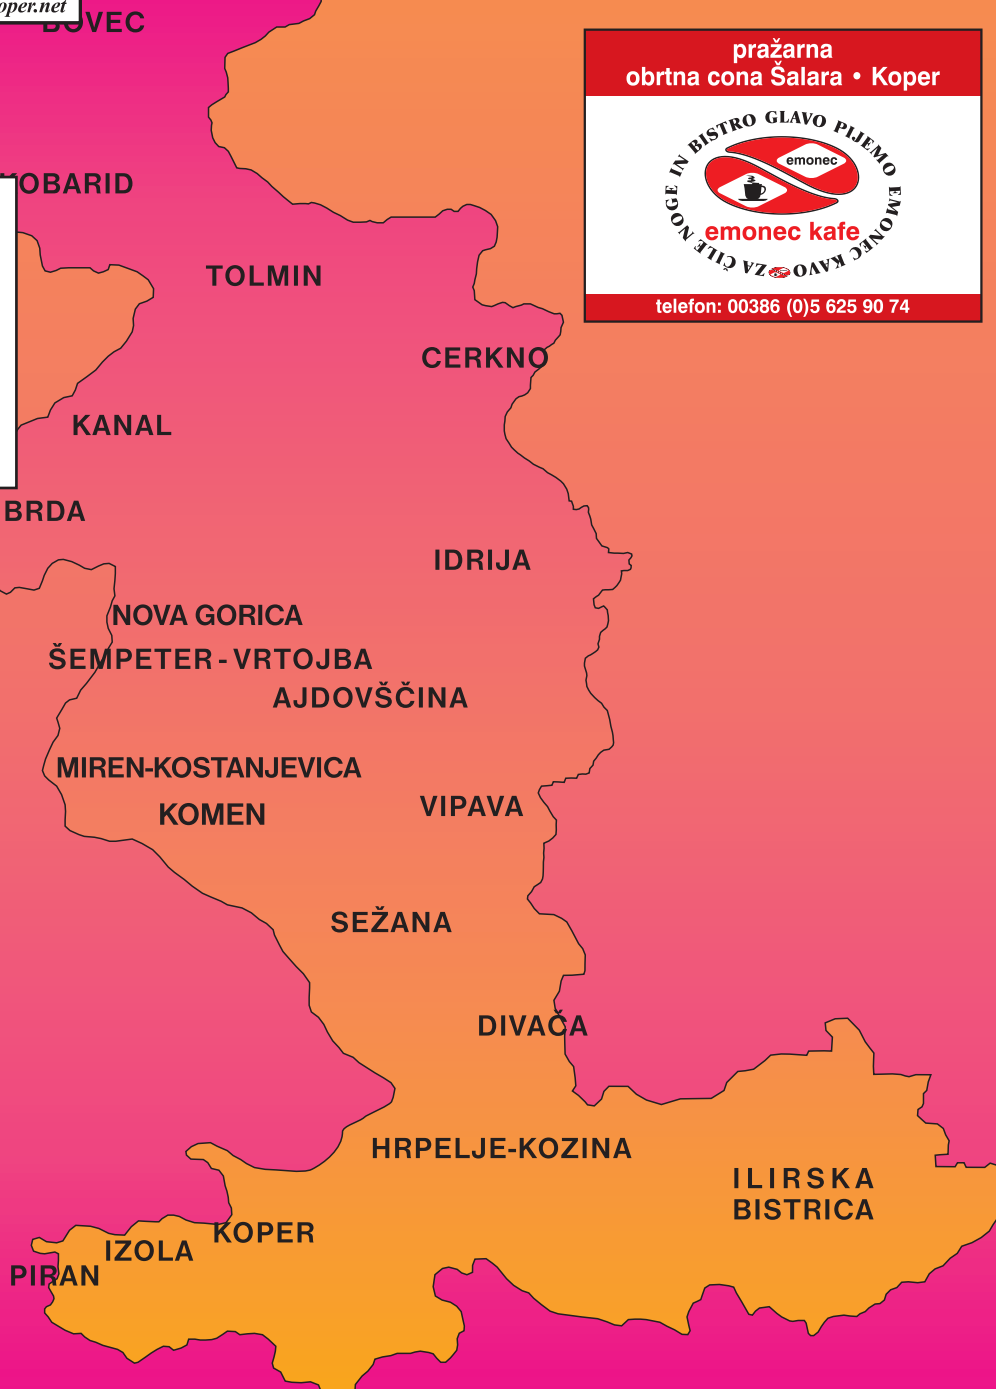 oper.net
BOVEC
pražarna
obrtna cona Šalara • Koper
ZA ČILE NOGE IN BISTRO GLAVO PIJEMO EMONEC KAVO
emonec
emonec kafe
telefon: 00386 (0)5 625 90 74
KOBARID
TOLMIN
CERKNO
KANAL
BRDA
IDRIJA
NOVA GORICA
ŠEMPETER - VRTOJBA
AJDOVŠČINA
MIREN-KOSTANJEVICA
KOMEN
VIPAVA
SEŽANA
DIVAČA
HRPELJE-KOZINA
ILIRSKA
BISTRICA
KOPER
IZOLA
PIRAN